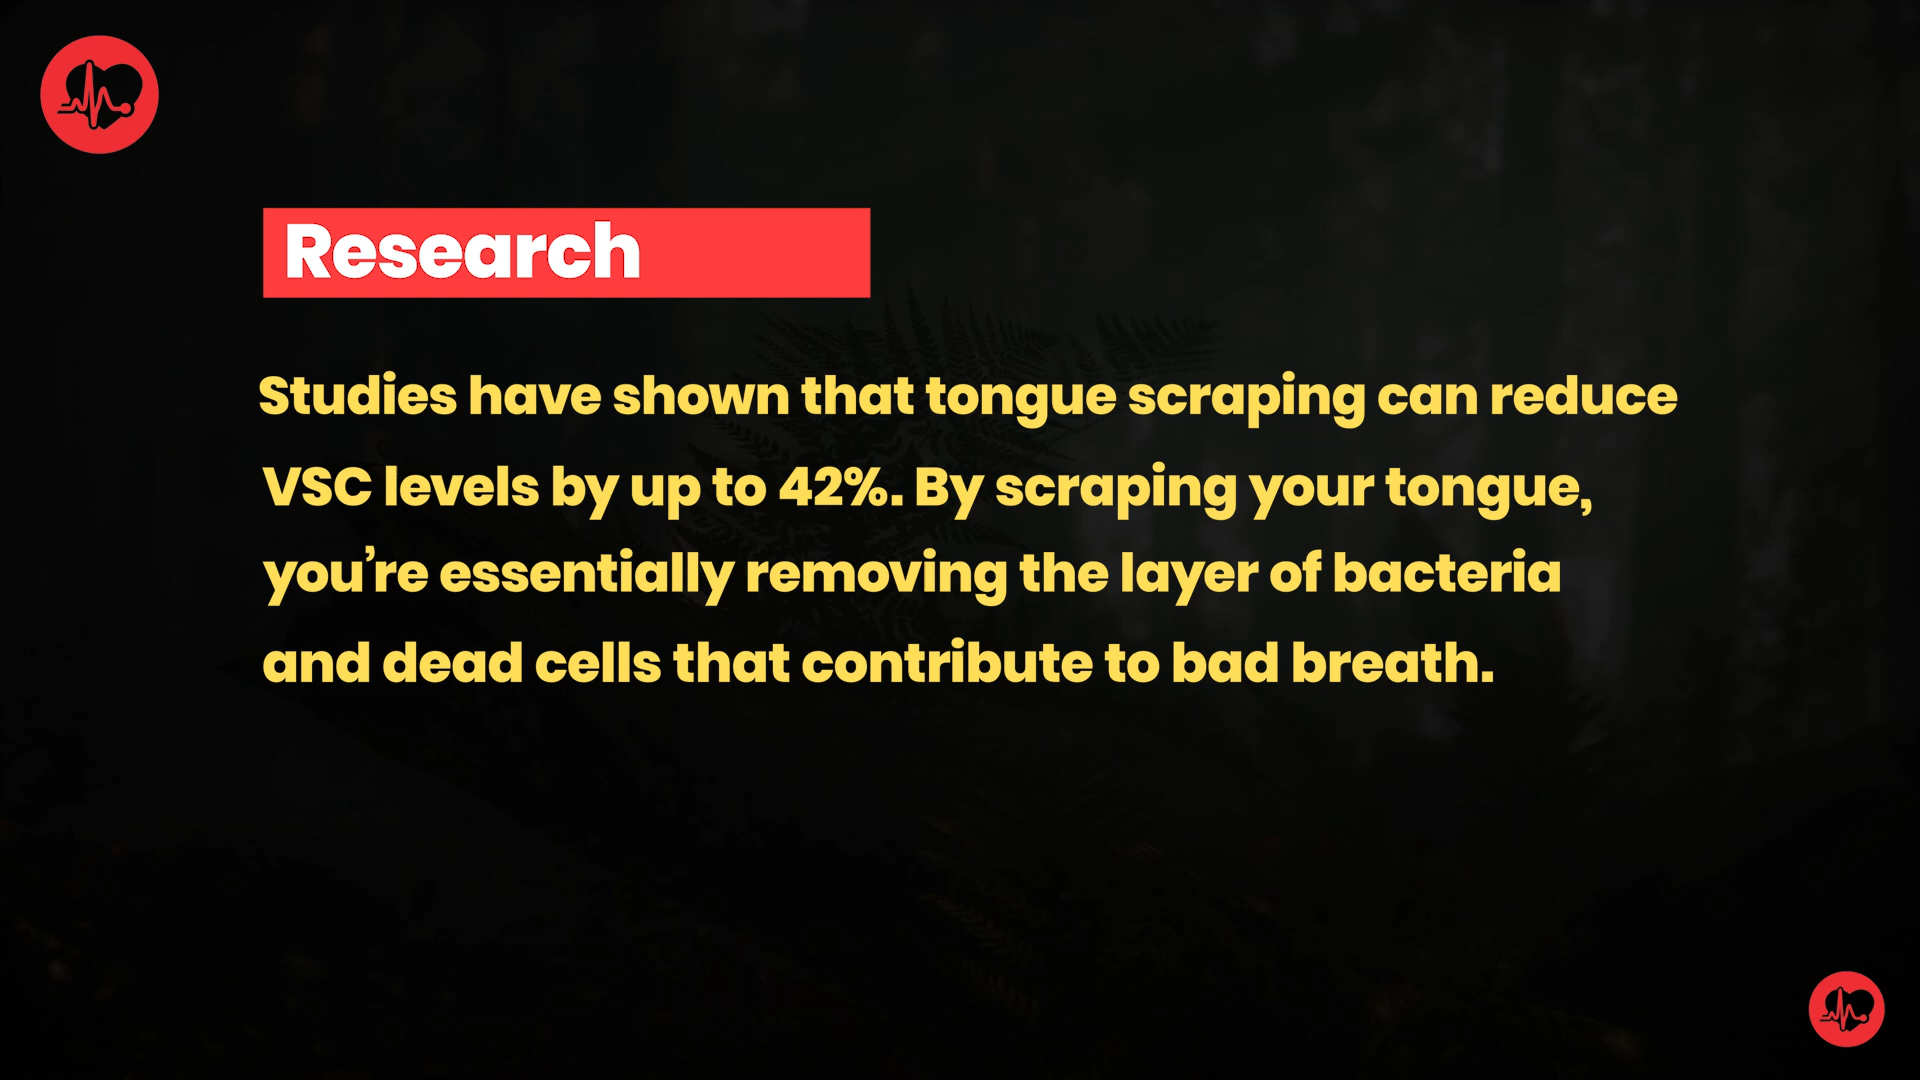 Research
Studies have shown that tongue scraping can reduce
VSC levels by up to 42%. By scraping your tongue,
you’re essentially removing the layer of bacteria
and dead cells that contribute to bad breath.